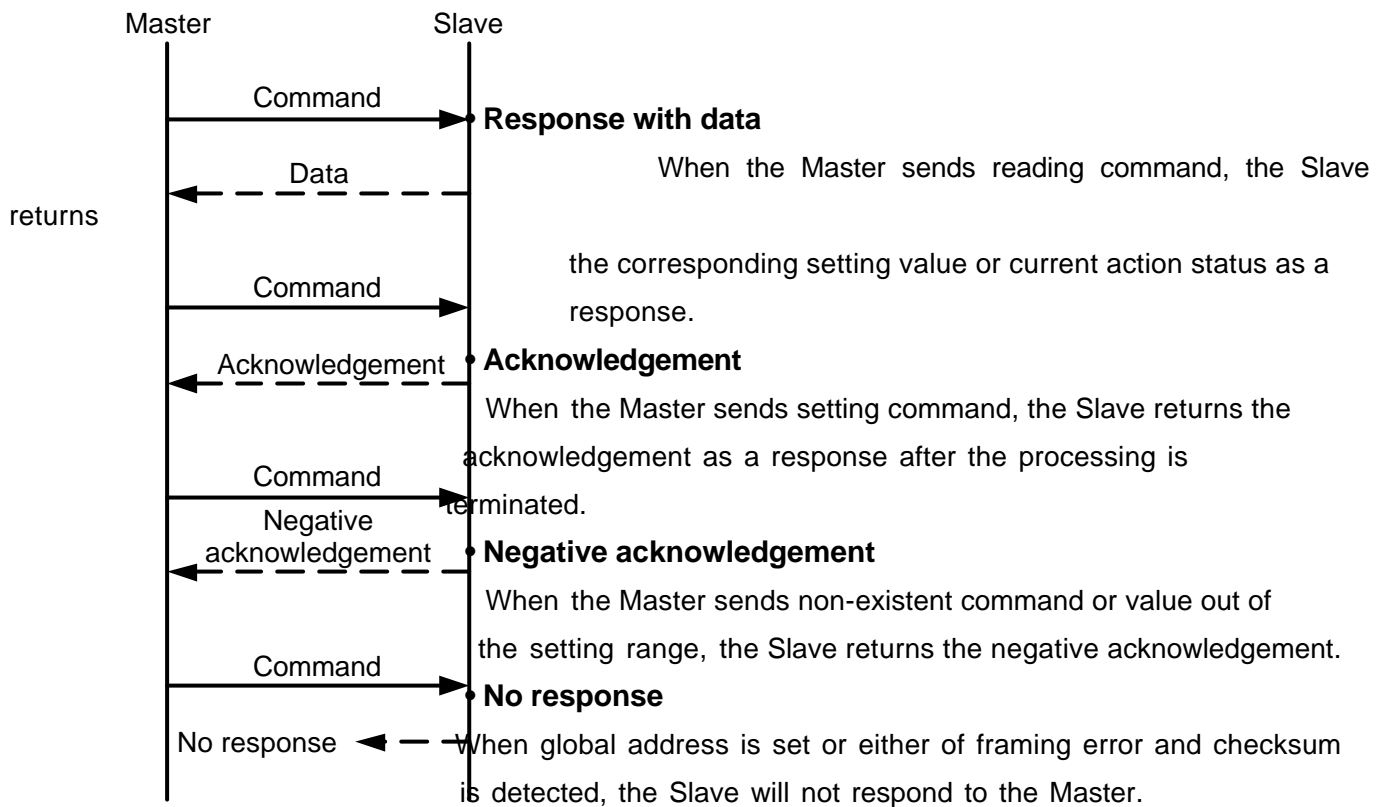 Master Slave
Command
• Response with data
Data
When the Master sends reading command, the Slave
returns
the corresponding setting value or current action status as a
Command
response.
Acknowledgement
• Acknowledgement
When the Master sends setting command, the Slave returns the
acknowledgement as a response after the processing is
Command
terminated.
Negative
acknowledgement
• Negative acknowledgement
When the Master sends non-existent command or value out of
the setting range, the Slave returns the negative acknowledgement.
Command
• No response
No response
When global address is set or either of framing error and checksum
is detected, the Slave will not respond to the Master.